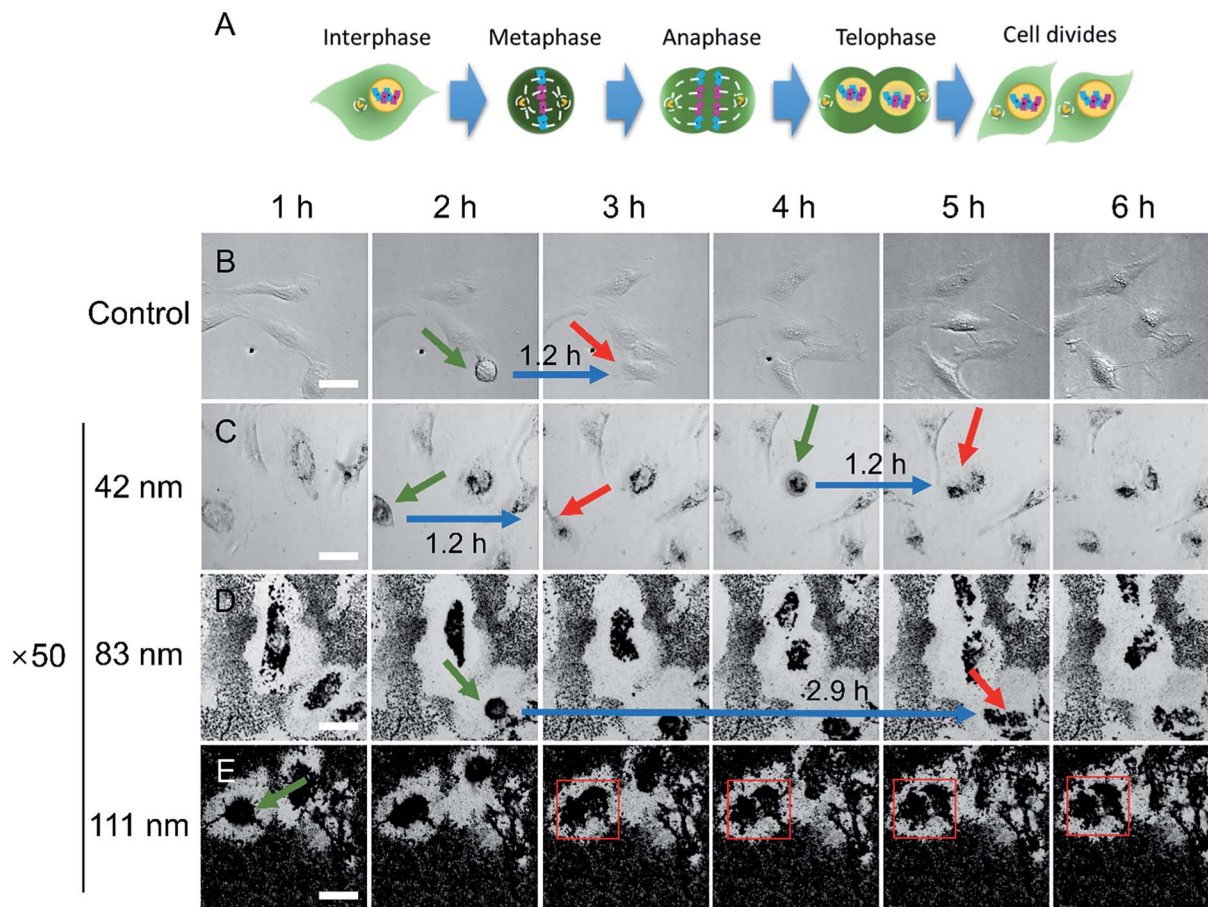 A
Interphase
Metaphase
Anaphase
Telophase
Cell divides
1 h
2 h
3 h
4 h
5 h
6 h
Control
B
1.2 h
×50
42 nm
C
1.2 h
1.2 h
83 nm
D
2.9 h
111 nm
E